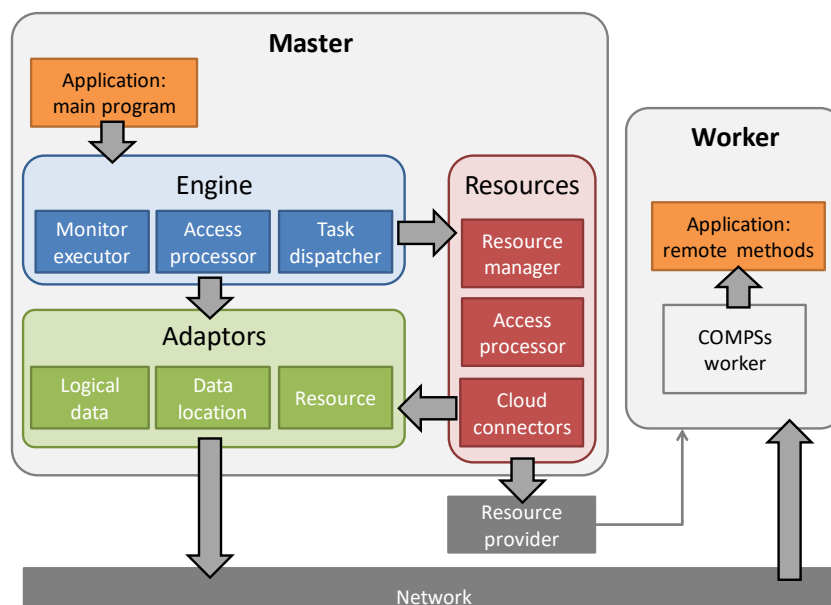 Master
Application:
main program
Engine
Monitor
executor
Access
processor
Task
dispatcher
Adaptors
Logical
data
Data
location
Resource
Resources
Resource
manager
Access
processor
Cloud
connectors
Resource
provider
Worker
Application:
remote methods
COMPSs
worker
Network